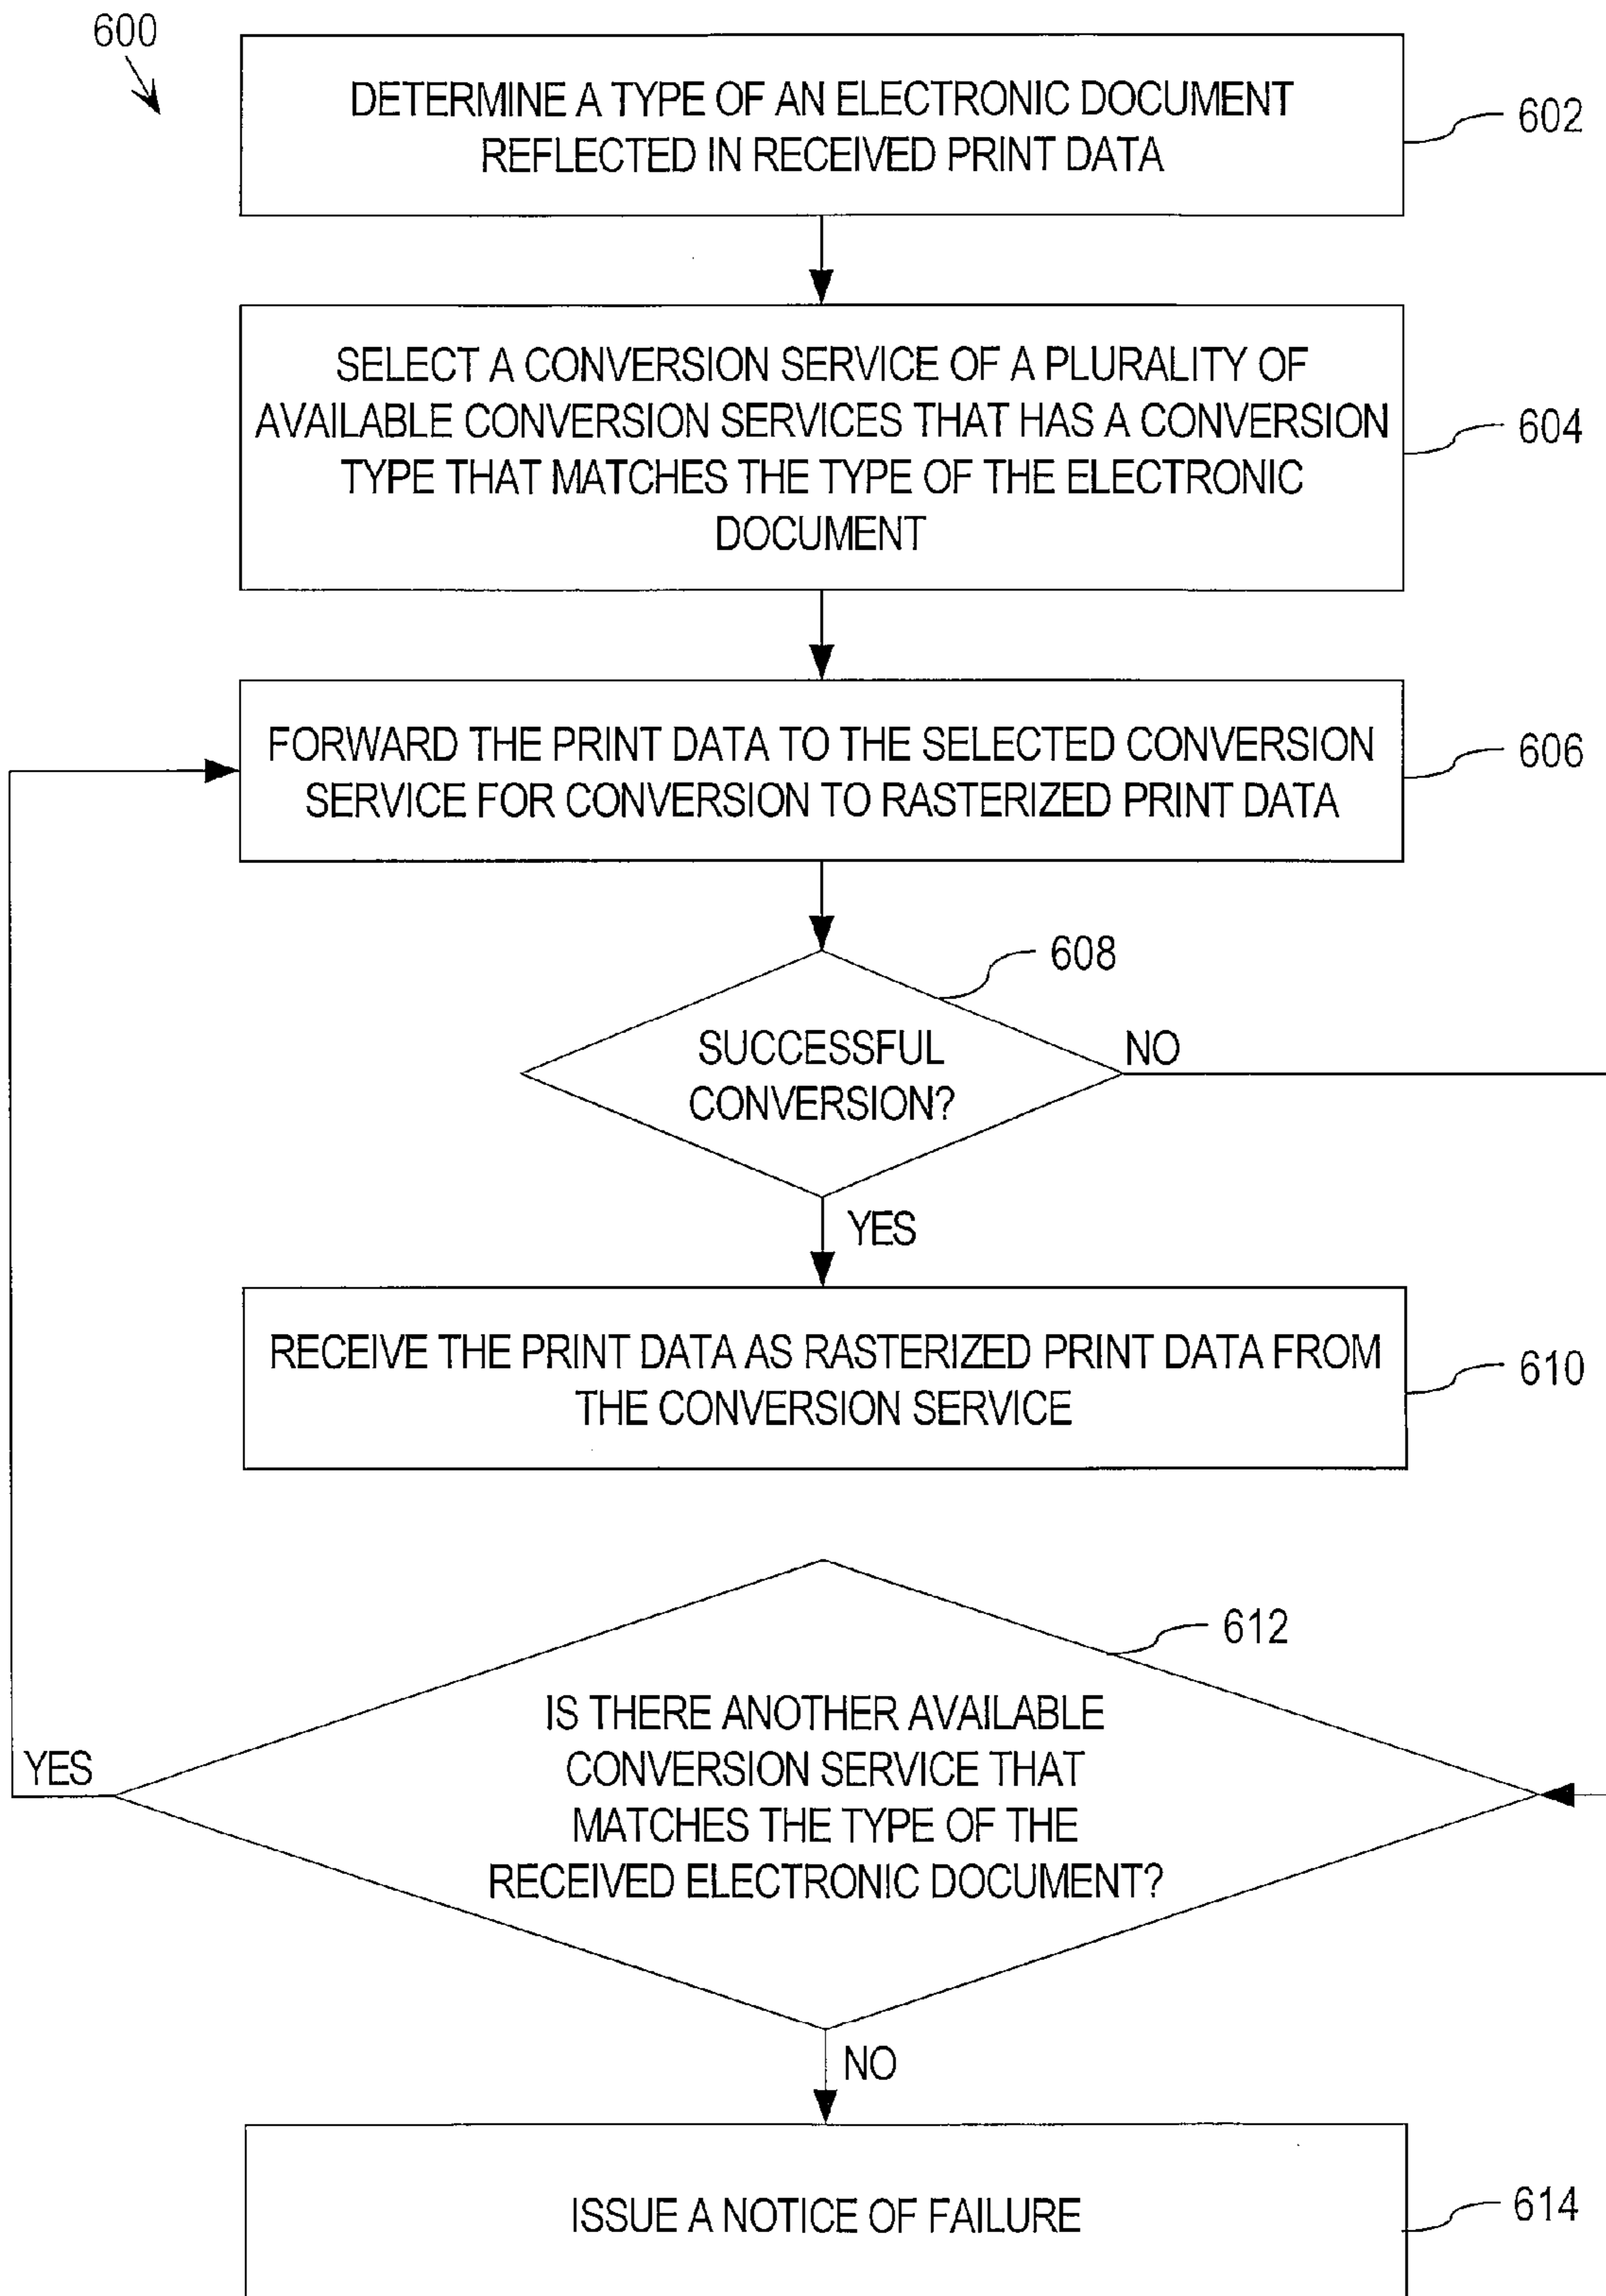 600
DETERMINE A TYPE OF AN ELECTRONIC DOCUMENT
REFLECTED IN RECEIVED PRINT DATA
602
SELECT A CONVERSION SERVICE OF A PLURALITY OF
AVAILABLE CONVERSION SERVICES THAT HAS A CONVERSION
TYPE THAT MATCHES THE TYPE OF THE ELECTRONIC
DOCUMENT
604
FORWARD THE PRINT DATA TO THE SELECTED CONVERSION
SERVICE FOR CONVERSION TO RASTERIZED PRINT DATA
606
608
SUCCESSFUL
CONVERSION?
NO
YES
RECEIVE THE PRINT DATA AS RASTERIZED PRINT DATA FROM
THE CONVERSION SERVICE
610
612
IS THERE ANOTHER AVAILABLE
CONVERSION SERVICE THAT
MATCHES THE TYPE OF THE
RECEIVED ELECTRONIC DOCUMENT?
YES
NO
ISSUE A NOTICE OF FAILURE
614